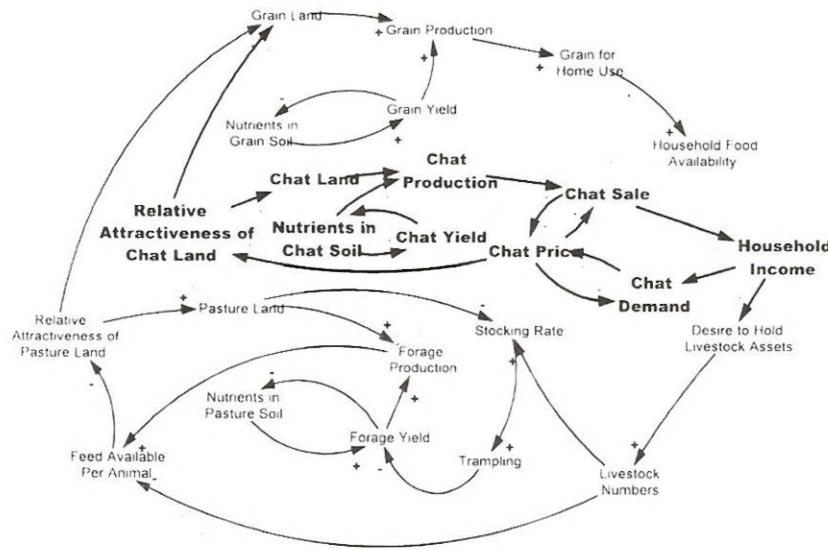 Grain Land
Grain Production
Grain for
Home Use
Grain Yield
Nutrients in
Grain Soil
Household Food
Availability
Chat Land
Chat
Production
Chat Sale
Relative
Attractiveness of
Chat Land
Nutrients in
Chat Soil
Chat Yield
Chat Price
Household
Income
Chat
Demand
Relative
Attractiveness of
Pasture Land
Pasture Land
Stocking Rate
Desire to Hold
Livestock Assets
Forage
Production
Nutrients in
Pasture Soil
Forage Yield
Trampling
Feed Available
Per Animal
Livestock
Numbers